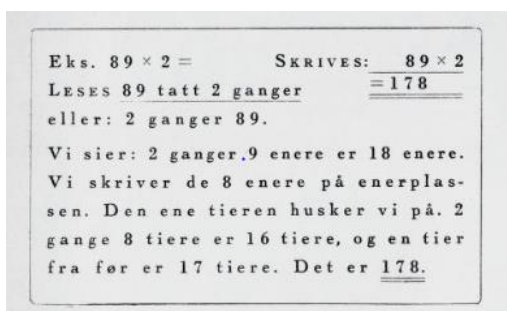 Eks. 89 × 2 = SKRIVES: 89 × 2
LESES 89 tatt 2 ganger = 178
eller: 2 ganger 89.
Vi sier: 2 ganger 9 enere er 18 enere.
Vi skriver de 8 enere på enerplas-
sen. Den ene tieren husker vi på. 2
gange 8 tiere er 16 tiere, og en tier
fra før er 17 tiere. Det er 178.